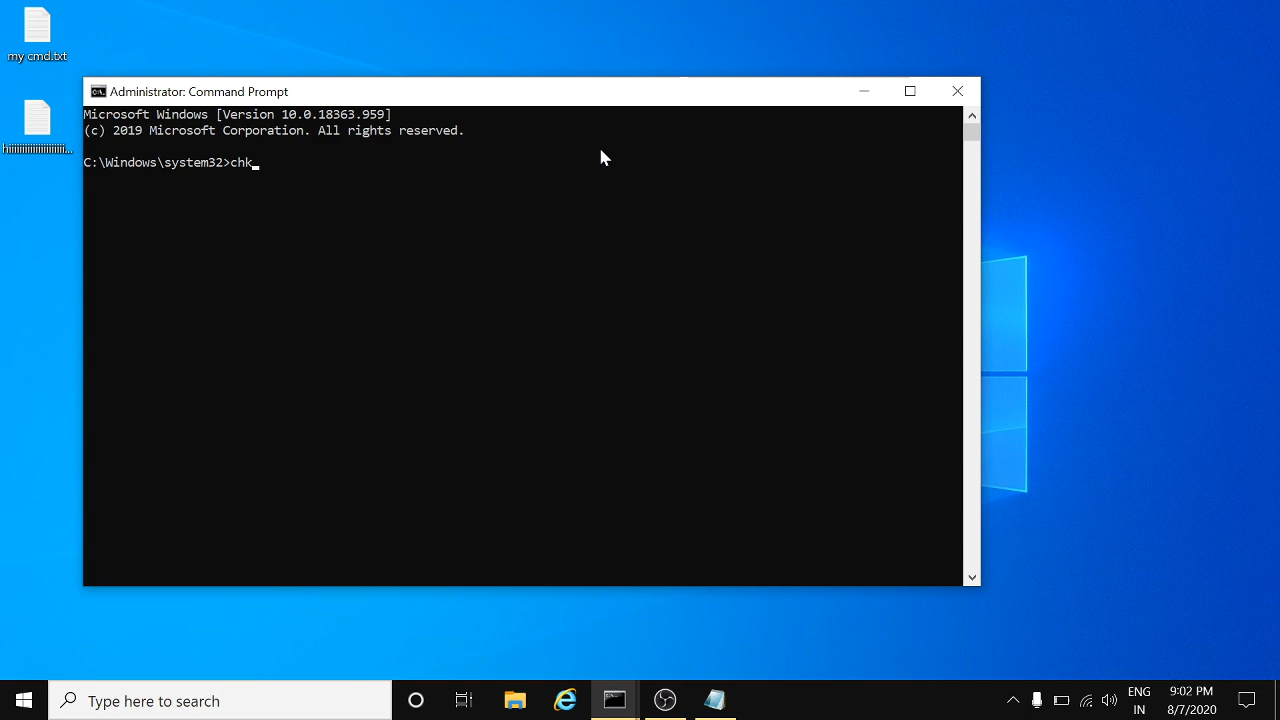 my cmd.txt
Administrator: Command Prompt
Microsoft Windows [Version 10.0.18363.959]
(c) 2019 Microsoft Corporation. All rights reserved.
C:\Windows\system32>chk
Type here to search
ENG
IN
9:02 PM
8/7/2020